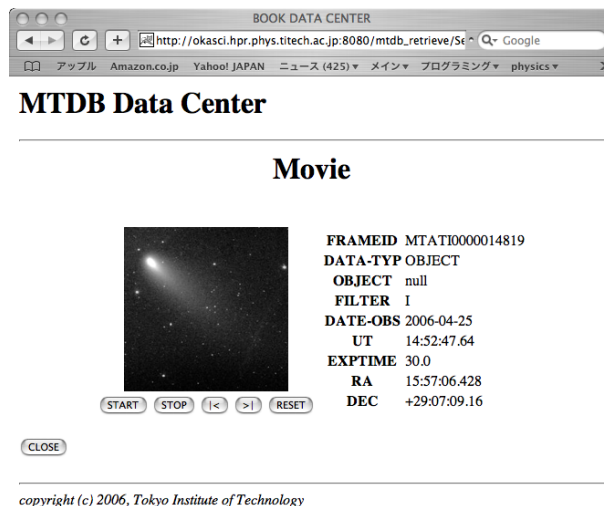 BOOK DATA CENTER
http://okasci.hpr.phys.titech.ac.jp:8080/mtdb_retrieve/Se
Google
アップル Amazon.co.jp Yahoo! JAPAN ニュース (425) メイン プログラミング physics
MTDB Data Center
Movie
FRAMEID MTATI0000014819
DATA-TYP OBJECT
OBJECT null
FILTER I
DATE-OBS 2006-04-25
UT 14:52:47.64
EXPTIME 30.0
RA 15:57:06.428
DEC +29:07:09.16
START STOP |< >| RESET
CLOSE
copyright (c) 2006, Tokyo Institute of Technology